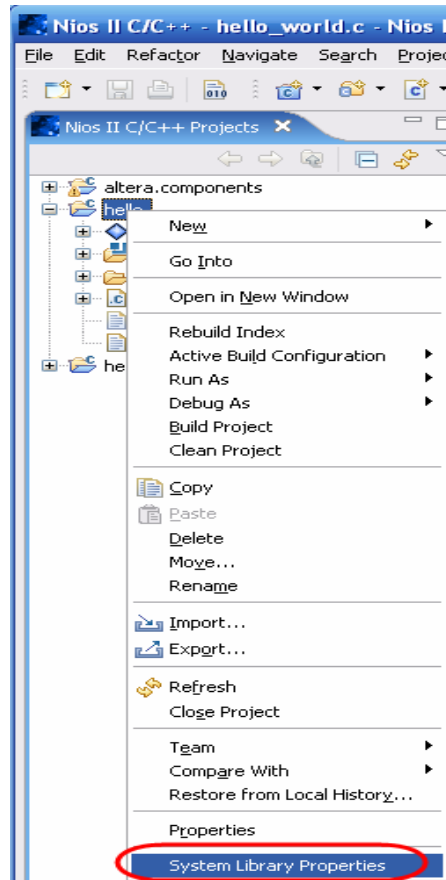 Nios II C/C++ - hello_world.c - Nios
File Edit Refactor Navigate Search Projec
010
Nios II C/C++ Projects
altera.components
hello
he
New
Go Into
Open in New Window
Rebuild Index
Active Build Configuration
Run As
Debug As
Build Project
Clean Project
Copy
Paste
Delete
Move...
Rename
Import...
Export...
Refresh
Close Project
Team
Compare With
Restore from Local History...
Properties
System Library Properties